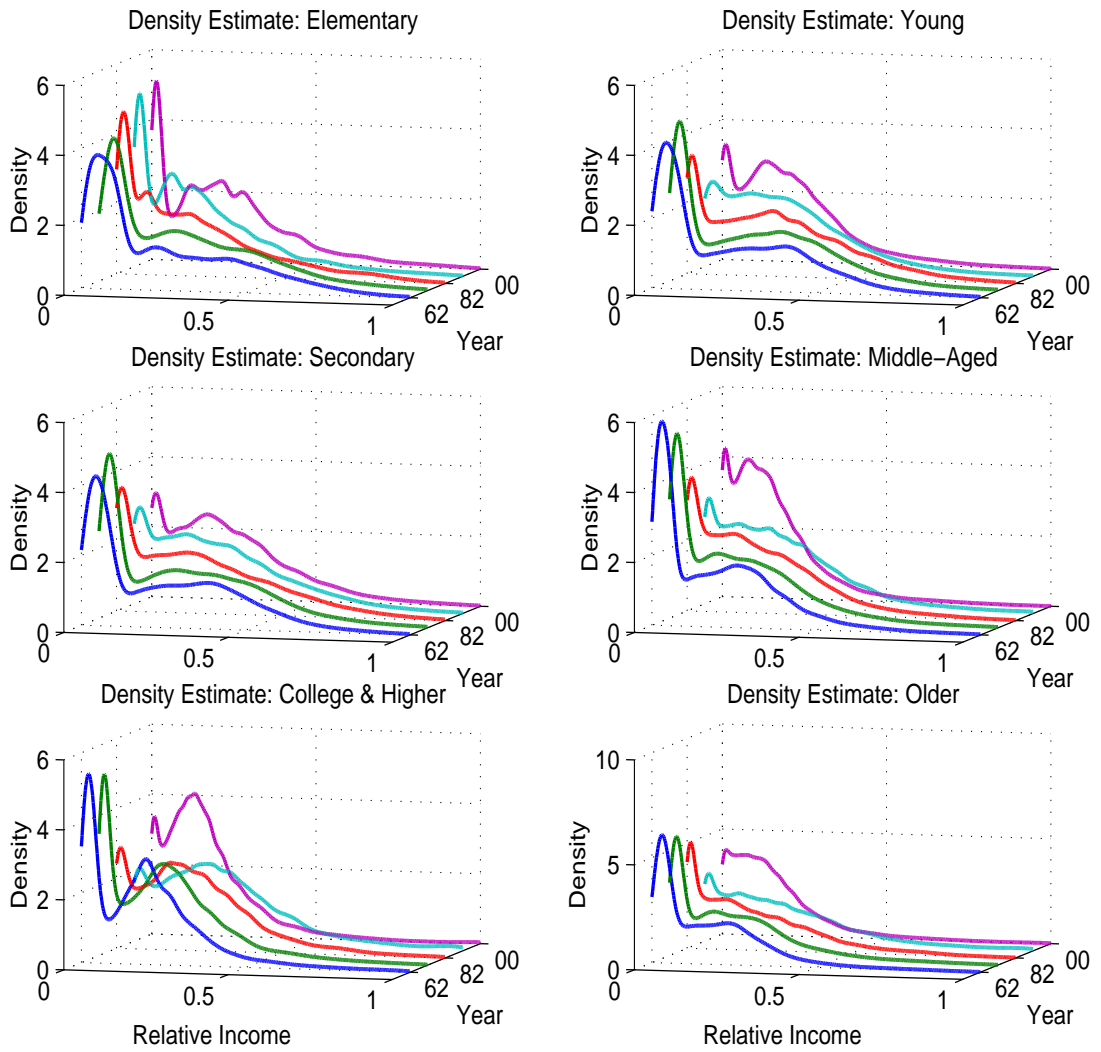 Density Estimate: Elementary
6
4
2
0
Density
0
0.5
1
62
82
00
Year
Density Estimate: Young
6
4
2
0
Density
0
0.5
1
62
82
00
Year
Density Estimate: Secondary
6
4
2
0
Density
0
0.5
1
62
82
00
Year
Density Estimate: Middle−Aged
6
4
2
0
Density
0
0.5
1
62
82
00
Year
Density Estimate: College & Higher
6
4
2
0
Density
0
0.5
1
62
82
00
Year
Relative Income
Density Estimate: Older
10
5
0
Density
0
0.5
1
62
82
00
Year
Relative Income